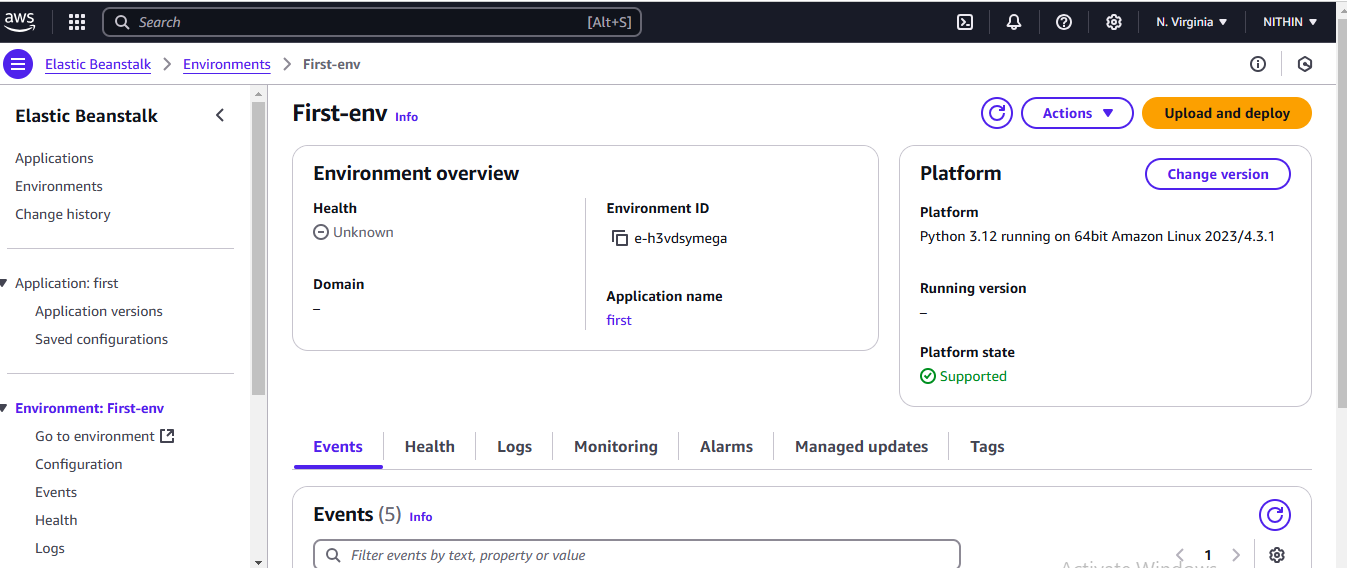 aws
Search [Alt+S]
N. Virginia
NITHIN
Elastic Beanstalk
Environments
First-env
Elastic Beanstalk
Applications
Environments
Change history
Application: first
Application versions
Saved configurations
Environment: First-env
Go to environment
Configuration
Events
Health
Logs
First-env Info
Actions
Upload and deploy
Environment overview
Health
Unknown
Domain
–
Environment ID
e-h3vdsymega
Application name
first
Platform
Change version
Platform
Python 3.12 running on 64bit Amazon Linux 2023/4.3.1
Running version
–
Platform state
Supported
Events
Health
Logs
Monitoring
Alarms
Managed updates
Tags
Events (5) Info
Filter events by text, property or value
1
Activate Windows